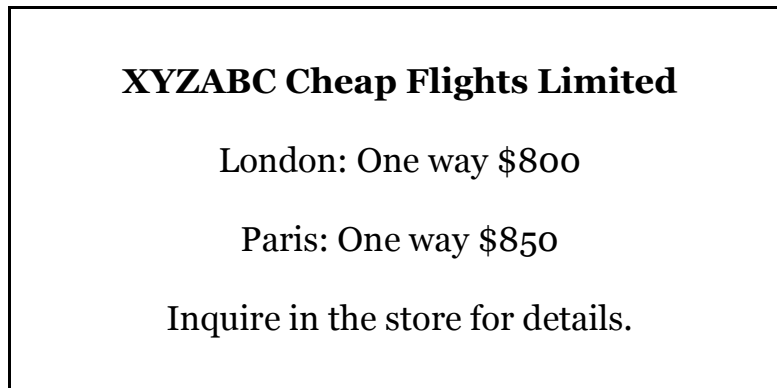 XYZABC Cheap Flights Limited
London: One way $800
Paris: One way $850
Inquire in the store for details.